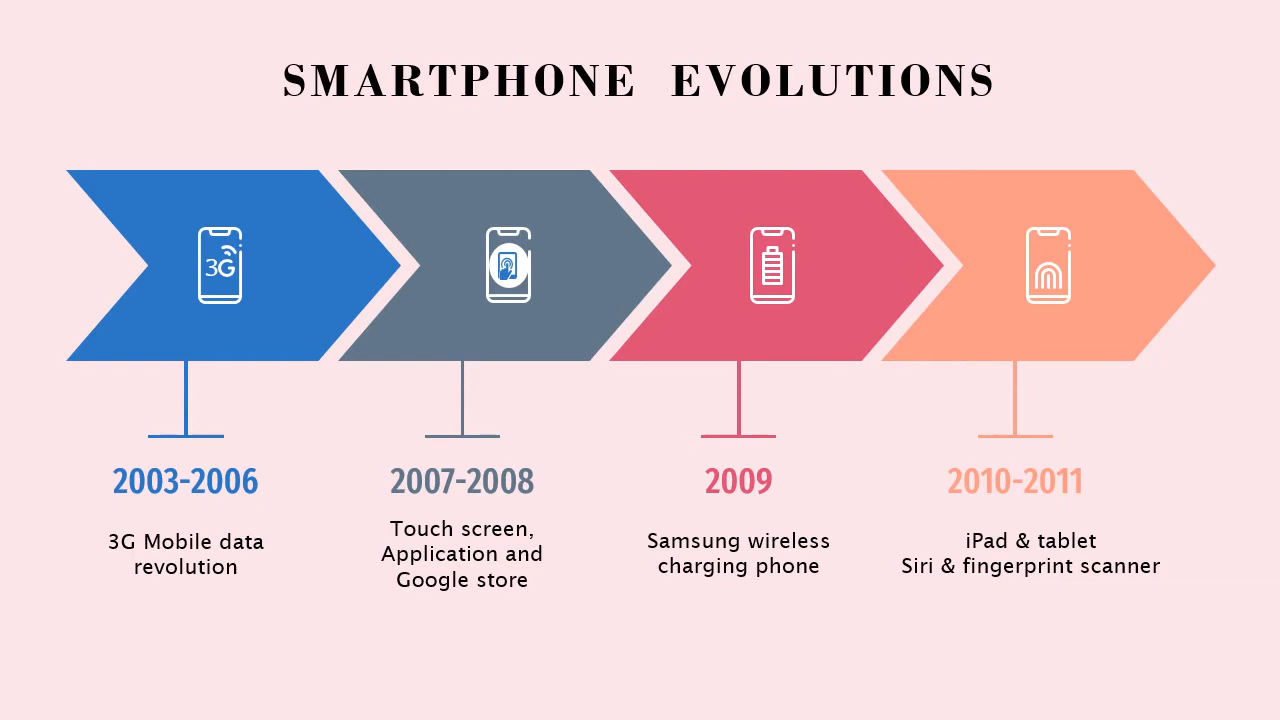 SMARTPHONE EVOLUTIONS
3G
2003-2006
3G Mobile data
revolution
2007-2008
Touch screen,
Application and
Google store
2009
Samsung wireless
charging phone
2010-2011
iPad & tablet
Siri & fingerprint scanner